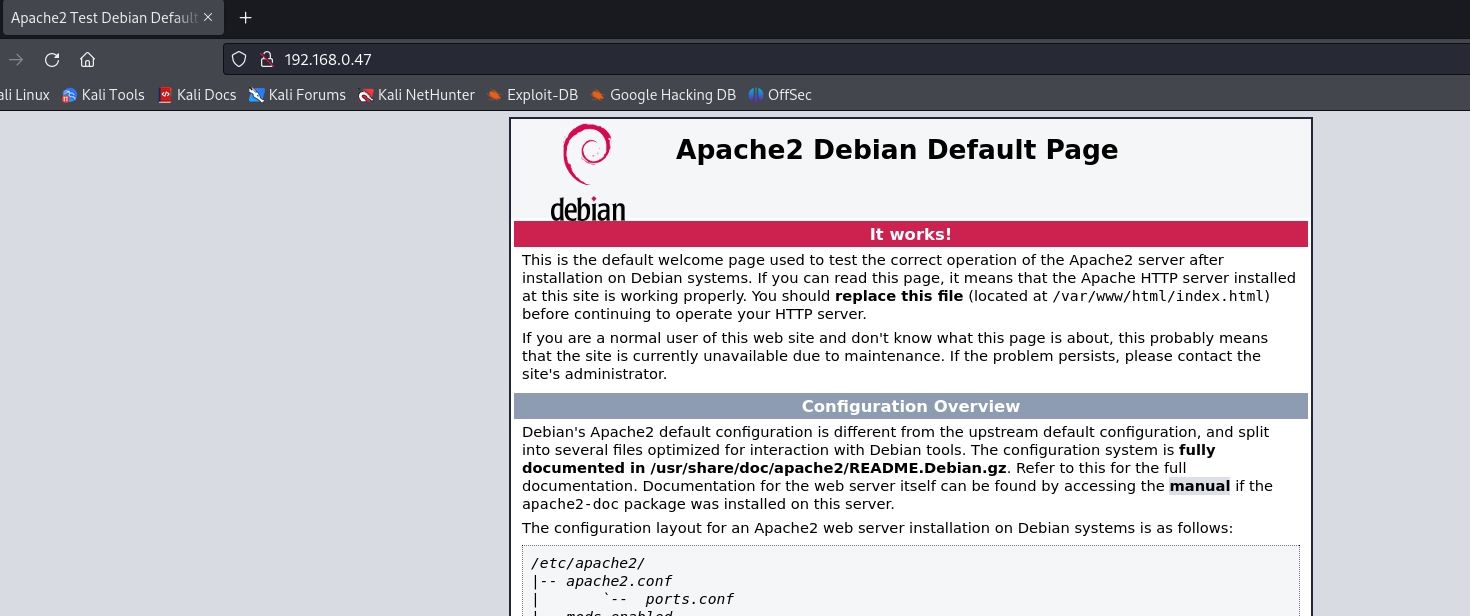 Apache2 Test Debian Default
192.168.0.47
ali Linux Kali Tools Kali Docs Kali Forums Kali NetHunter Exploit-DB Google Hacking DB OffSec
debian
Apache2 Debian Default Page
It works!
This is the default welcome page used to test the correct operation of the Apache2 server after
installation on Debian systems. If you can read this page, it means that the Apache HTTP server installed
at this site is working properly. You should replace this file (located at /var/www/html/index.html)
before continuing to operate your HTTP server.
If you are a normal user of this web site and don't know what this page is about, this probably means
that the site is currently unavailable due to maintenance. If the problem persists, please contact the
site's administrator.
Configuration Overview
Debian's Apache2 default configuration is different from the upstream default configuration, and split
into several files optimized for interaction with Debian tools. The configuration system is fully
documented in /usr/share/doc/apache2/README.Debian.gz. Refer to this for the full
documentation. Documentation for the web server itself can be found by accessing the manual if the
apache2-doc package was installed on this server.
The configuration layout for an Apache2 web server installation on Debian systems is as follows:
/etc/apache2/
|-- apache2.conf
|       `--  ports.conf
|-- mods-enabled